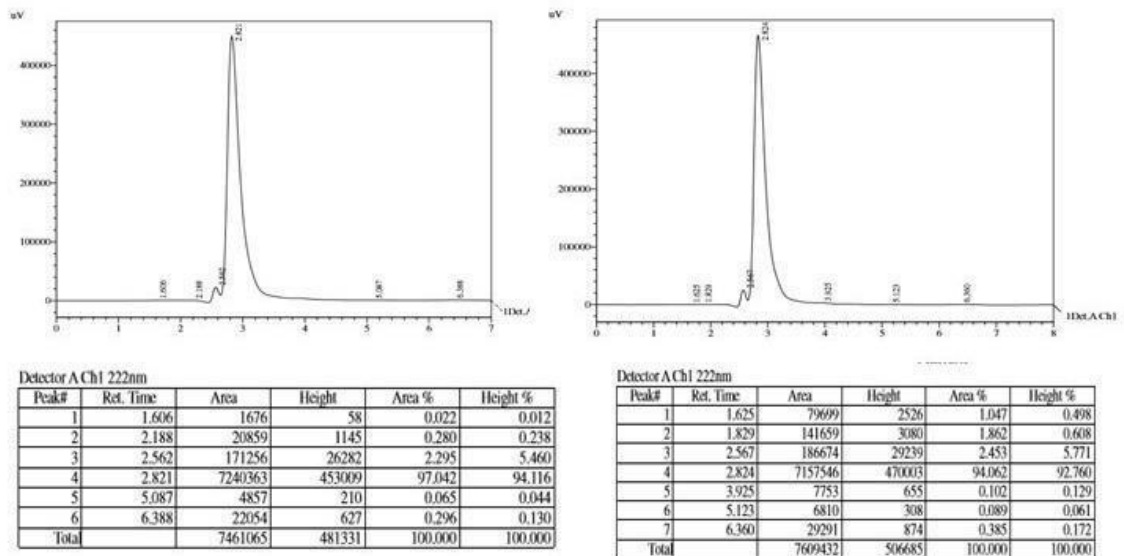 uV
2.821
400000
300000
200000
100000
0
1.606
2.188
2.562
5.087
6.388
0 1 2 3 4 5 6 7
uV
2.824
400000
300000
200000
100000
0
1.625
1.829
2.567
3.925
5.123
6.360
0 1 2 3 4 5 6 7 8
1Det.A Ch1
Detector A Ch1 222nm
Peak# Ret. Time Area Height Area % Height %
1 1.606 1676 58 0.022 0.012
2 2.188 20859 1145 0.280 0.238
3 2.562 171256 26282 2.295 5.460
4 2.821 7240363 453009 97.042 94.116
5 5.087 4857 210 0.065 0.044
6 6.388 22054 627 0.296 0.130
Total 7461065 481331 100.000 100.000
Detector A Ch1 222nm
Peak# Ret. Time Area Height Area % Height %
1 1.625 79699 2526 1.047 0.498
2 1.829 141659 3080 1.862 0.608
3 2.567 186674 29239 2.453 5.771
4 2.824 7157546 470003 94.062 92.760
5 3.925 7753 655 0.102 0.129
6 5.123 6810 308 0.089 0.061
7 6.360 29291 874 0.385 0.172
Total 7609432 506685 100.000 100.000